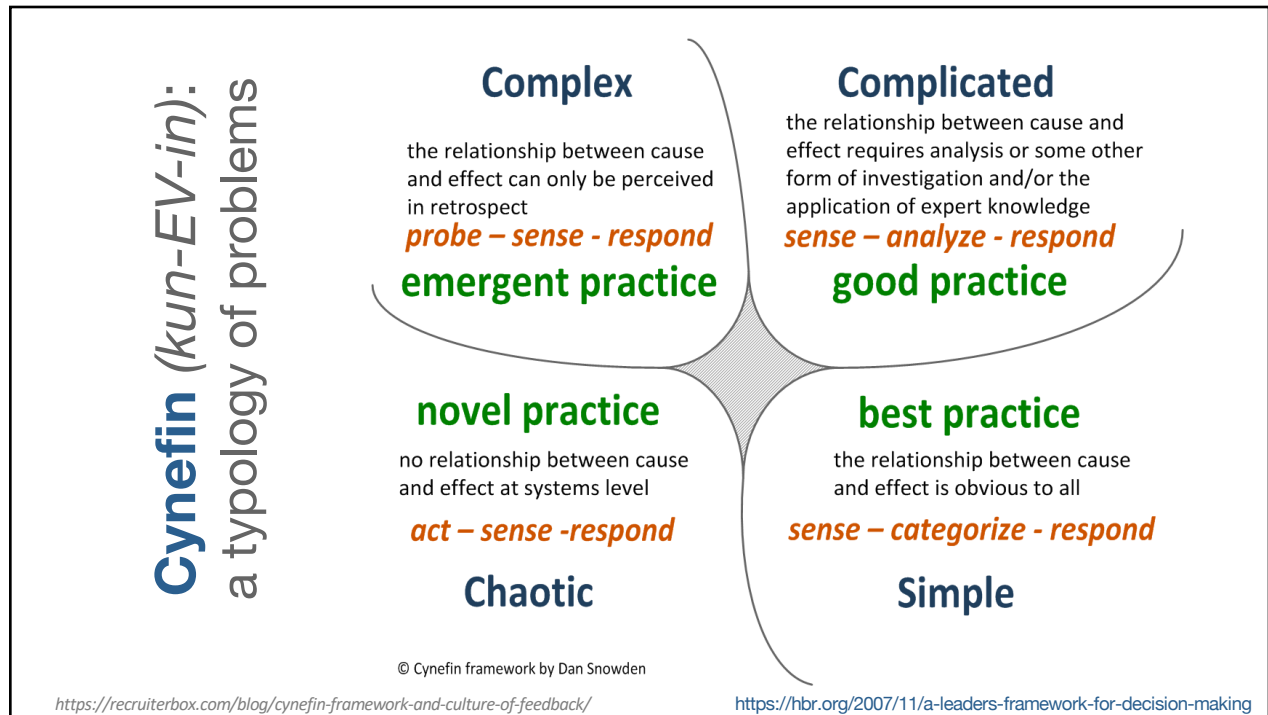 Cynefin (kun-EV-in):
a typology of problems
Complex
the relationship between cause
and effect can only be perceived
in retrospect
probe – sense - respond
emergent practice
Complicated
the relationship between cause and
effect requires analysis or some other
form of investigation and/or the
application of expert knowledge
sense – analyze - respond
good practice
novel practice
no relationship between cause
and effect at systems level
act – sense -respond
Chaotic
best practice
the relationship between cause
and effect is obvious to all
sense – categorize - respond
Simple
© Cynefin framework by Dan Snowden
https://recruiterbox.com/blog/cynefin-framework-and-culture-of-feedback/
https://hbr.org/2007/11/a-leaders-framework-for-decision-making